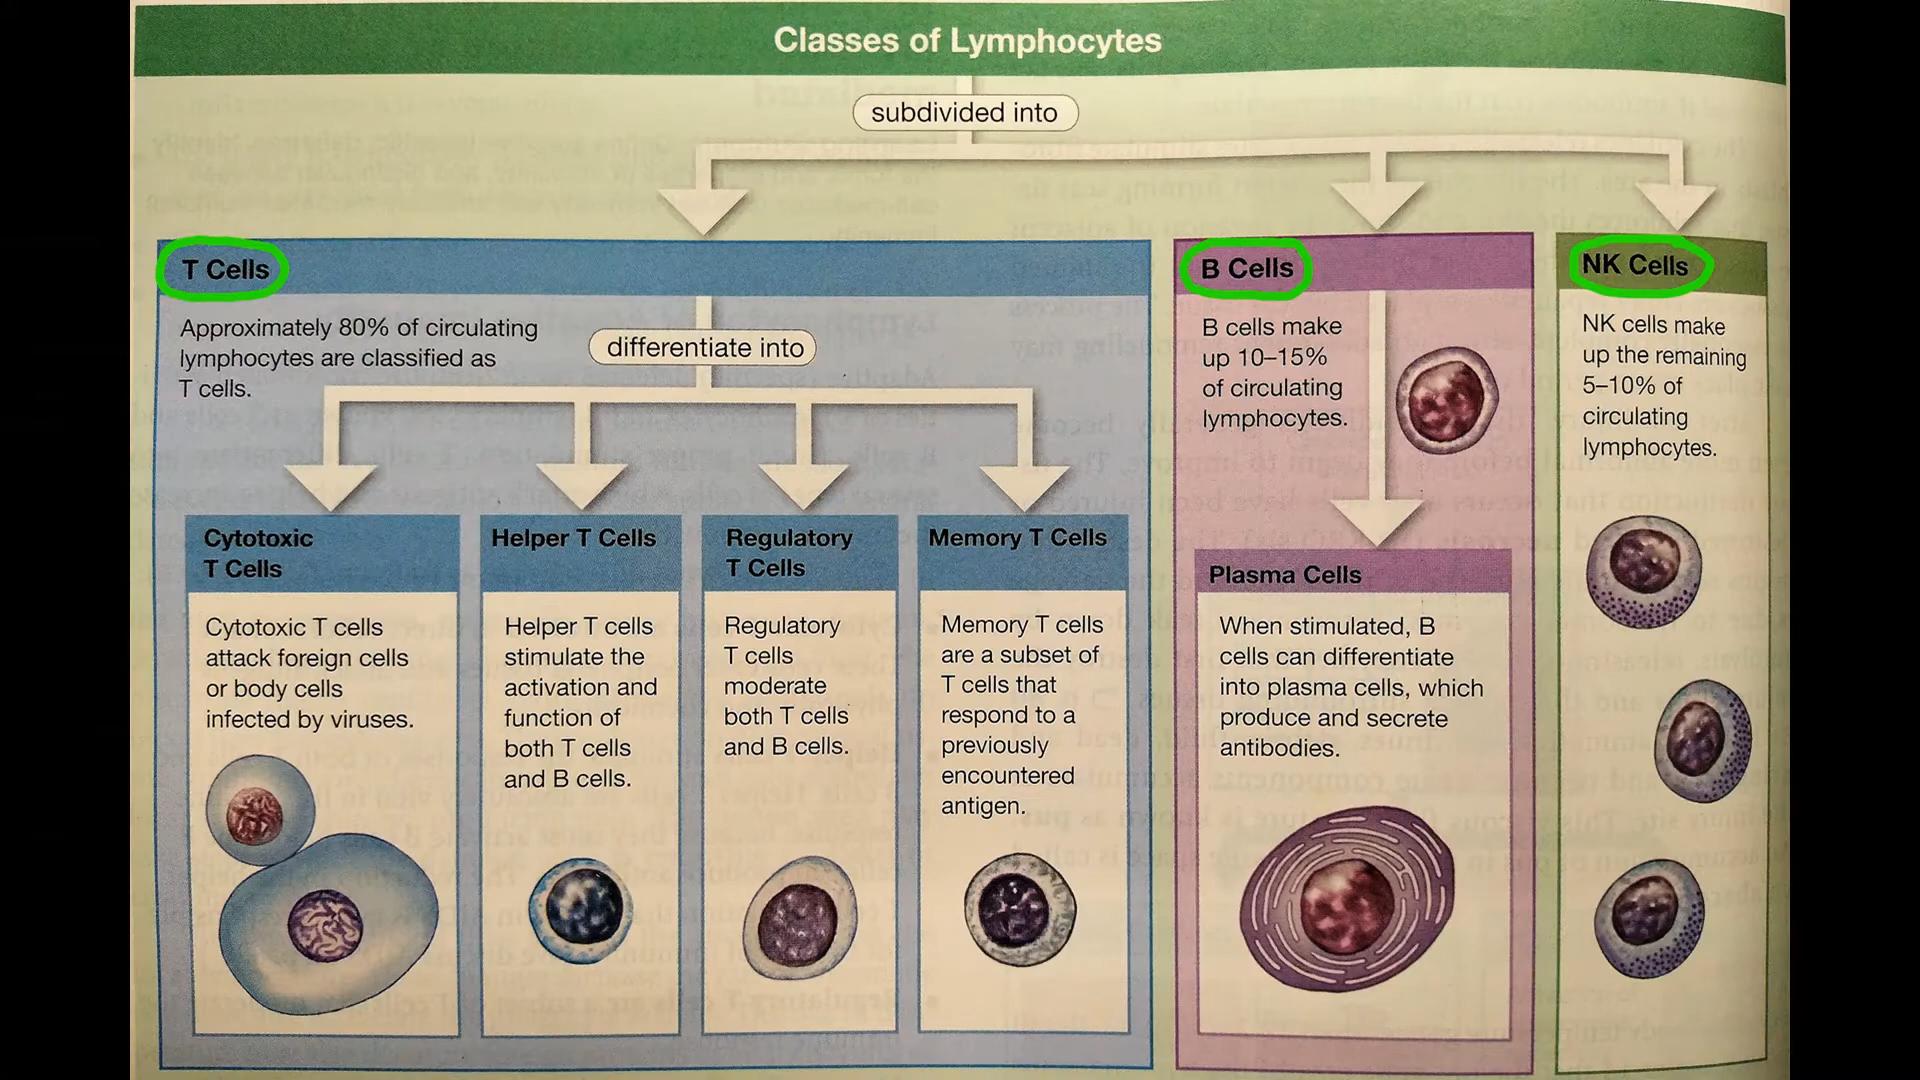 Classes of Lymphocytes
subdivided into
T Cells
Approximately 80% of circulating
lymphocytes are classified as
T cells.
differentiate into
Cytotoxic
T Cells
Cytotoxic T cells
attack foreign cells
or body cells
infected by viruses.
Helper T Cells
Helper T cells
stimulate the
activation and
function of
both T cells
and B cells.
Regulatory
T Cells
Regulatory
T cells
moderate
both T cells
and B cells.
Memory T Cells
Memory T cells
are a subset of
T cells that
respond to a
previously
encountered
antigen.
B Cells
B cells make
up 10–15%
of circulating
lymphocytes.
Plasma Cells
When stimulated, B
cells can differentiate
into plasma cells, which
produce and secrete
antibodies.
NK Cells
NK cells make
up the remaining
5–10% of
circulating
lymphocytes.